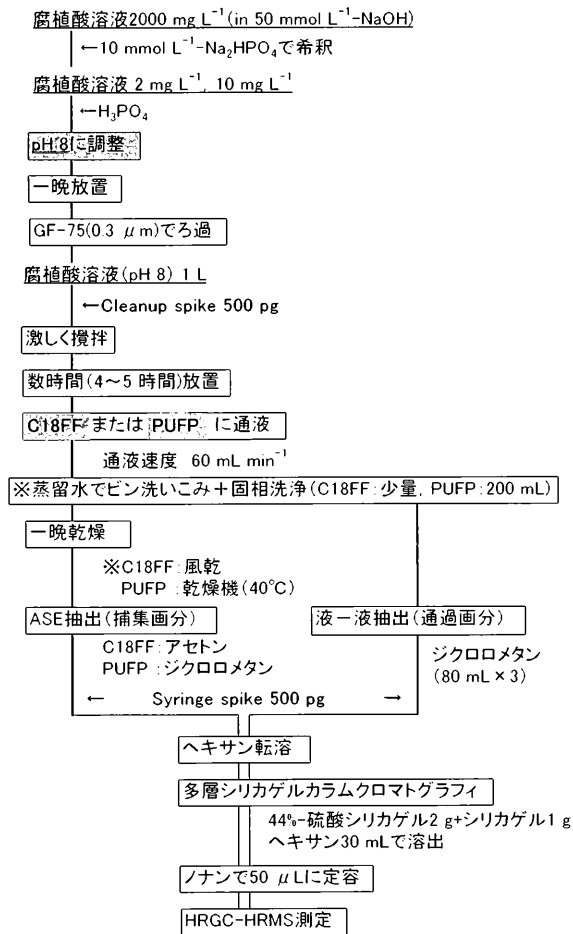 腐植酸溶液2000 mg L⁻¹(in 50 mmol L⁻¹-NaOH)
←10 mmol L⁻¹-Na₂HPO₄で希釈
腐植酸溶液 2 mg L⁻¹, 10 mg L⁻¹
←H₃PO₄
pH 8に調整
一晩放置
GF-75(0.3 μm)でろ過
腐植酸溶液(pH 8) 1 L
←Cleanup spike 500 pg
激しく攪拌
数時間(4～5 時間)放置
C18FF または PUFP に通液
通液速度 60 mL min⁻¹
※蒸留水でビン洗いこみ＋固相洗浄(C18FF:少量, PUFP:200 mL)
一晩乾燥
※C18FF:風乾
PUFP:乾燥機(40℃)
ASE抽出(捕集画分)
液－液抽出(通過画分)
C18FF:アセトン
PUFP:ジクロロメタン
ジクロロメタン
(80 mL×3)
← Syringe spike 500 pg →
ヘキサン転溶
多層シリカゲルカラムクロマトグラフィ
44%-硫酸シリカゲル2 g+シリカゲル1 g
ヘキサン30 mLで溶出
ノナンで50 μLに定容
HRGC-HRMS測定